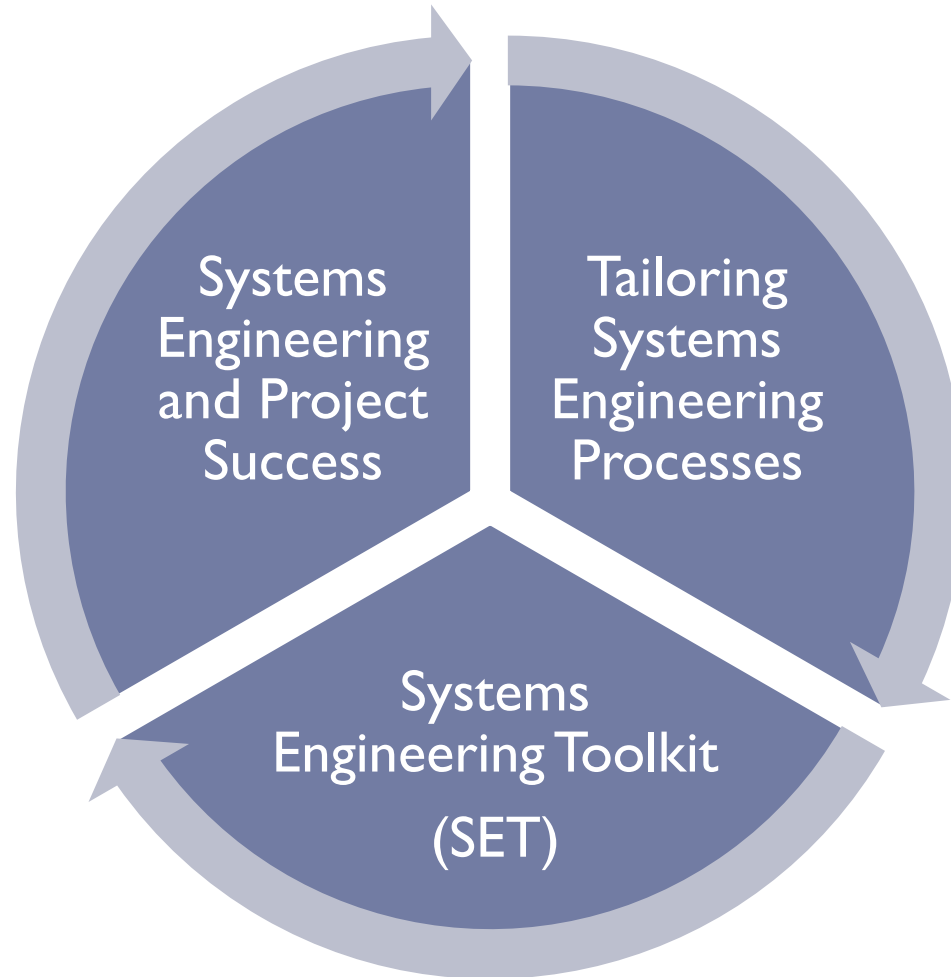 Systems
Engineering
and Project
Success
Tailoring
Systems
Engineering
Processes
Systems
Engineering Toolkit
(SET)